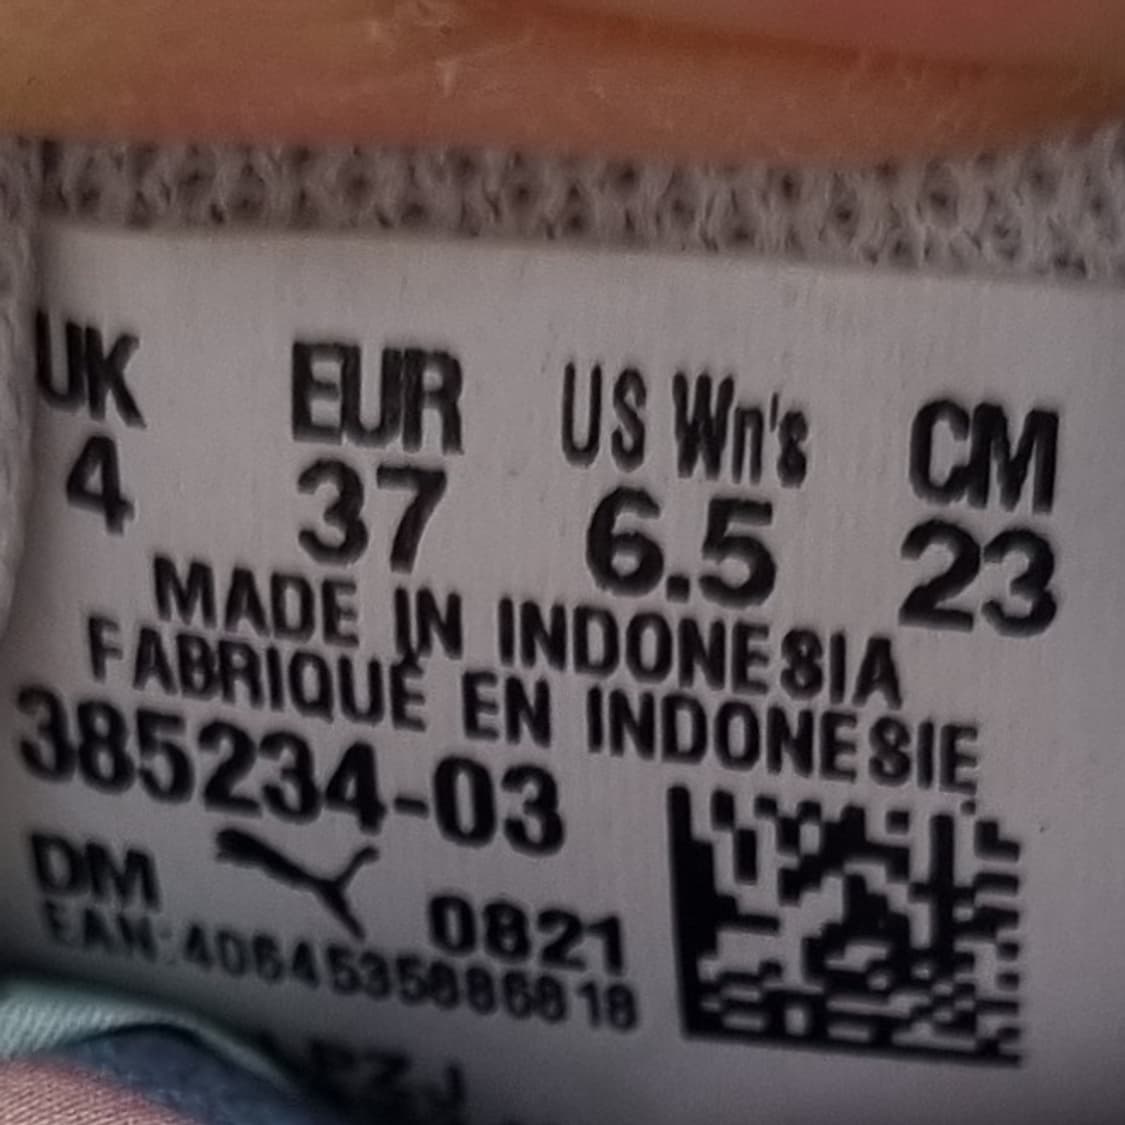 UK EUR US Wn's CM
4 37 6.5 23
MADE IN INDONESIA
FABRIQUÉ EN INDONESIE
385234-03
DM 0821